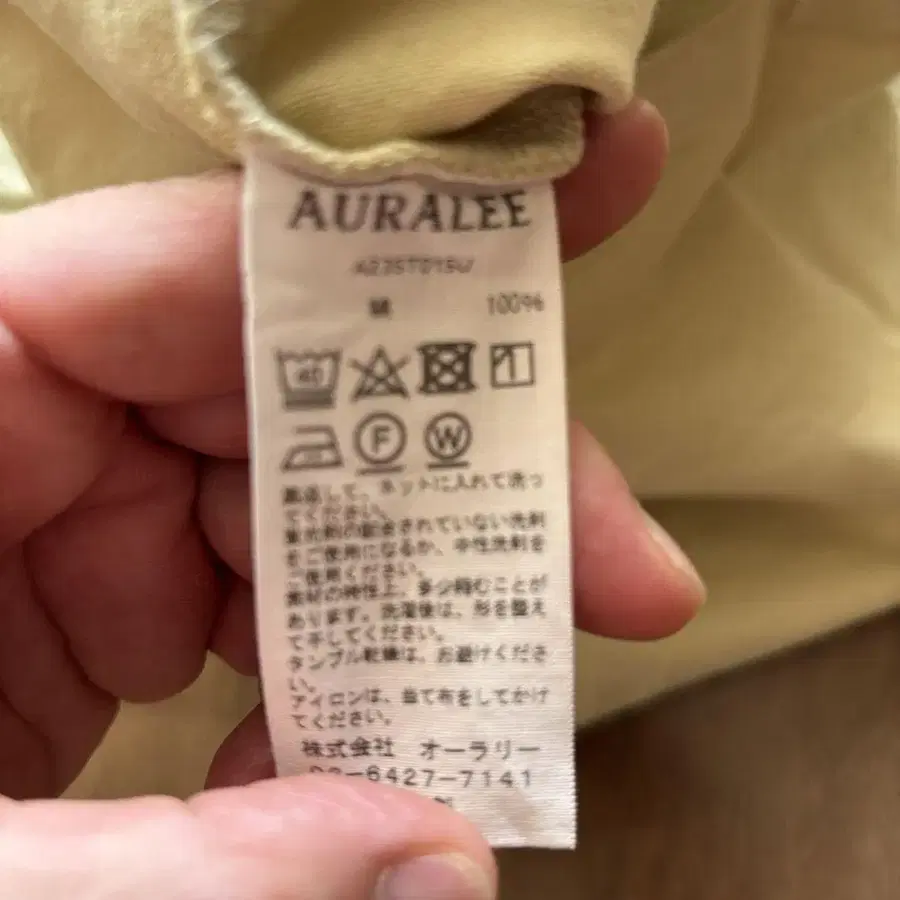 AURALEE
A23ST01SU
M 10096
40
F W
裏返して、ネットに入れて洗っ
てください。
蛍光剤の配合されていない洗剤
をご使用になるか、中性洗剤を
ご使用ください。
素材の特性上、多少縮むことが
あります。洗濯後は、形を整え
て干してください。
タンブル乾燥は、お避けくださ
い。
アイロンは、当て布をしてかけ
てください。
株式会社 オーラリー
03-6427-7141